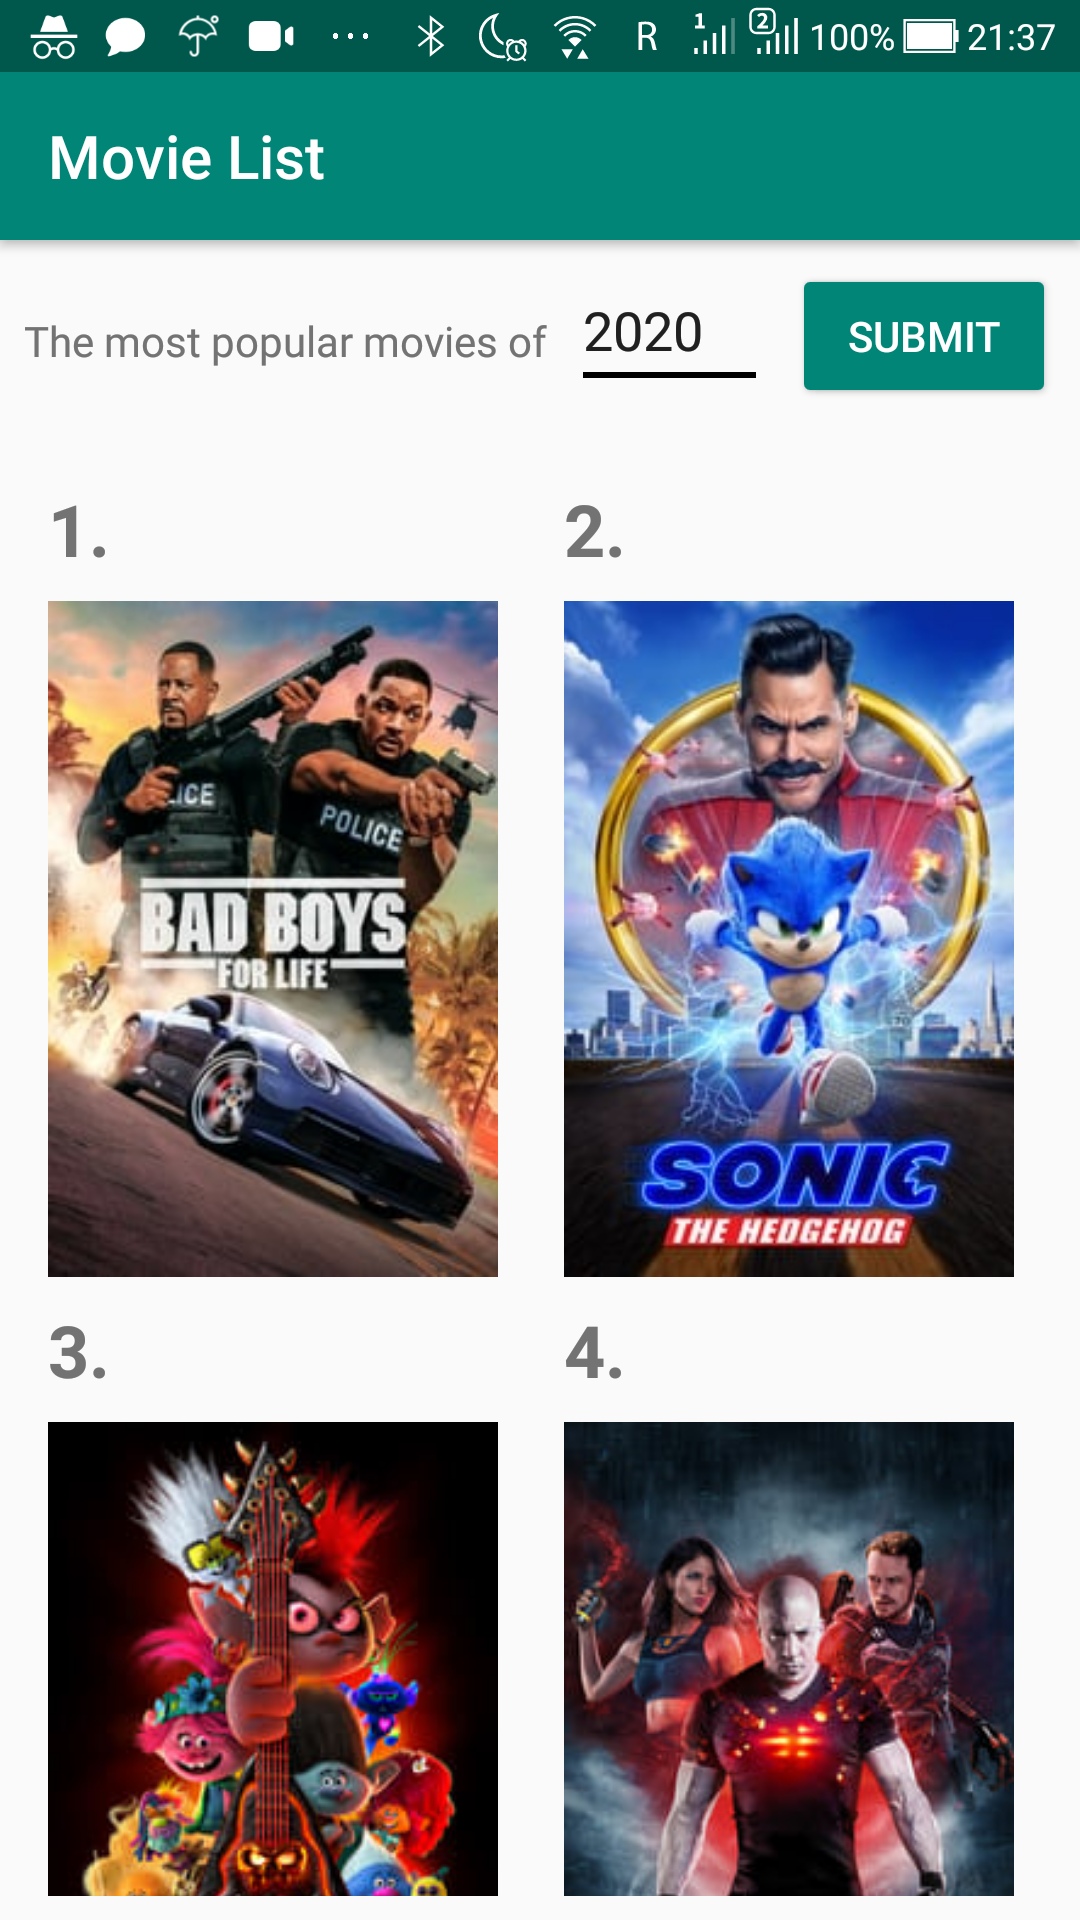 R 1 2 100% 21:37
Movie List
The most popular movies of 2020 SUBMIT
1. 2.
LICE
POLICE
BAD BOYS
FOR LIFE
SONIC
THE HEDGEHOG
3. 4.